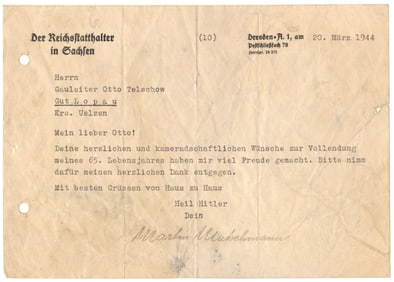 Der Reichsstatthalter
in Sachsen
(10)
Dresden-A. 1, am 20. März 1944
Postschließfach 78
Herrn
Gauleiter Otto Telschow
Gut Lopau
Krs. Uelzen
Mein lieber Otto!
Deine herzlichen und kameradschaftlichen Wünsche zur Vollendung
meines 65. Lebensjahres haben mir viel Freude gemacht. Bitte nimm
dafür meinen herzlichen Dank entgegen.
Mit besten Grüssen von Haus zu Haus
Heil Hitler
Dein
Martin Mutschmann